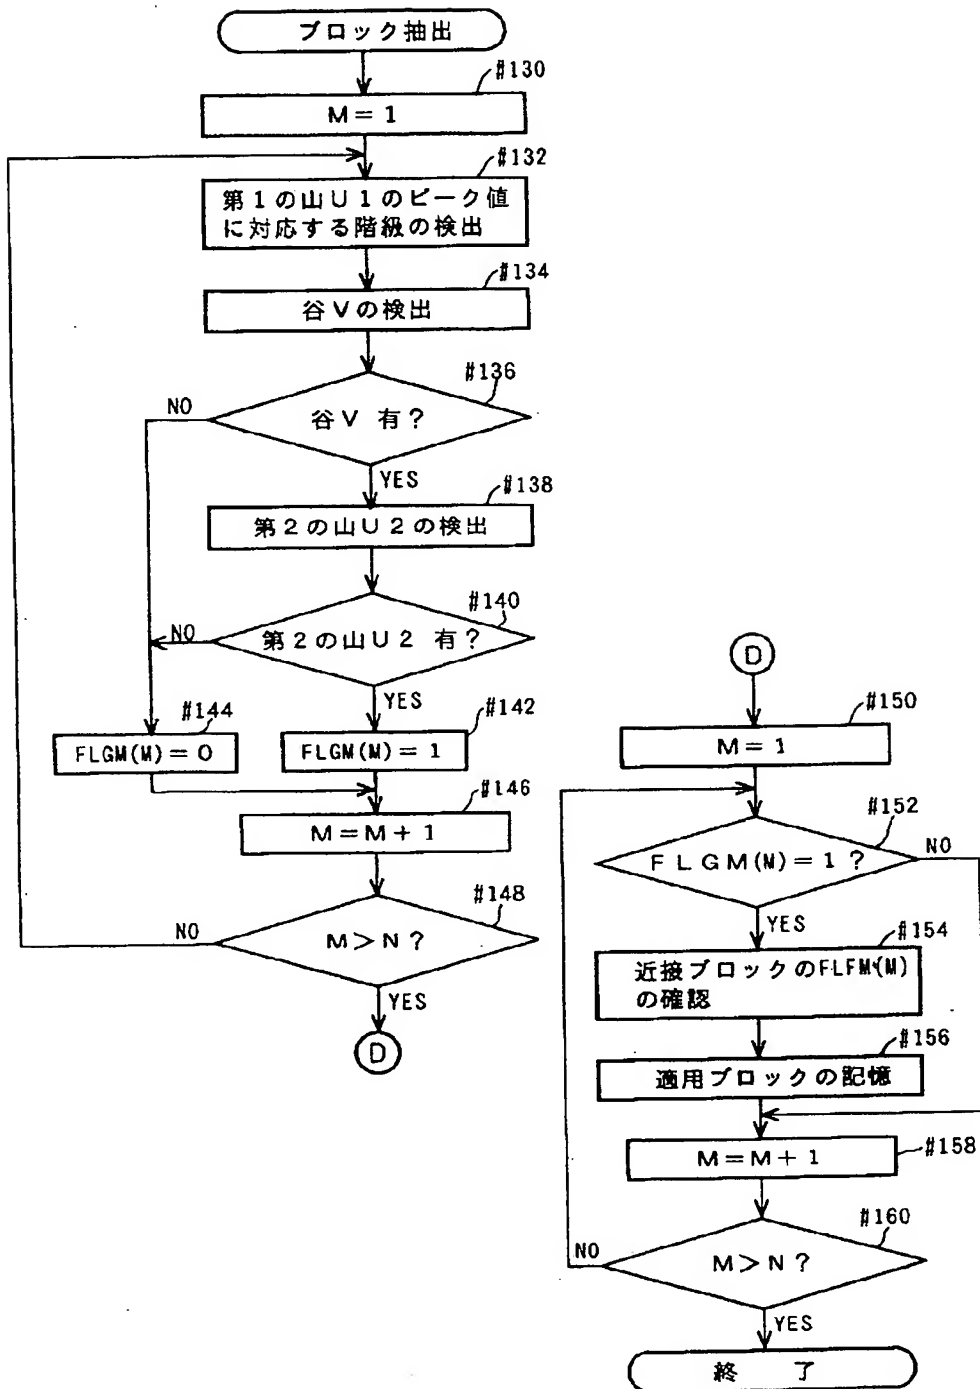 ブロック抽出
#130
M=1
#132
第1の山U1のピーク値
に対応する階級の検出
#134
谷Vの検出
#136
谷V 有?
NO
YES
#138
第2の山U2の検出
#140
第2の山U2 有?
NO
YES
#144
FLGM(M)=0
#142
FLGM(M)=1
#146
M=M+1
#148
M>N?
NO
YES
D
D
#150
M=1
#152
FLGM(M)=1?
NO
YES
#154
近接ブロックのFLFM(M)
の確認
#156
適用ブロックの記憶
#158
M=M+1
#160
M>N?
NO
YES
終 了